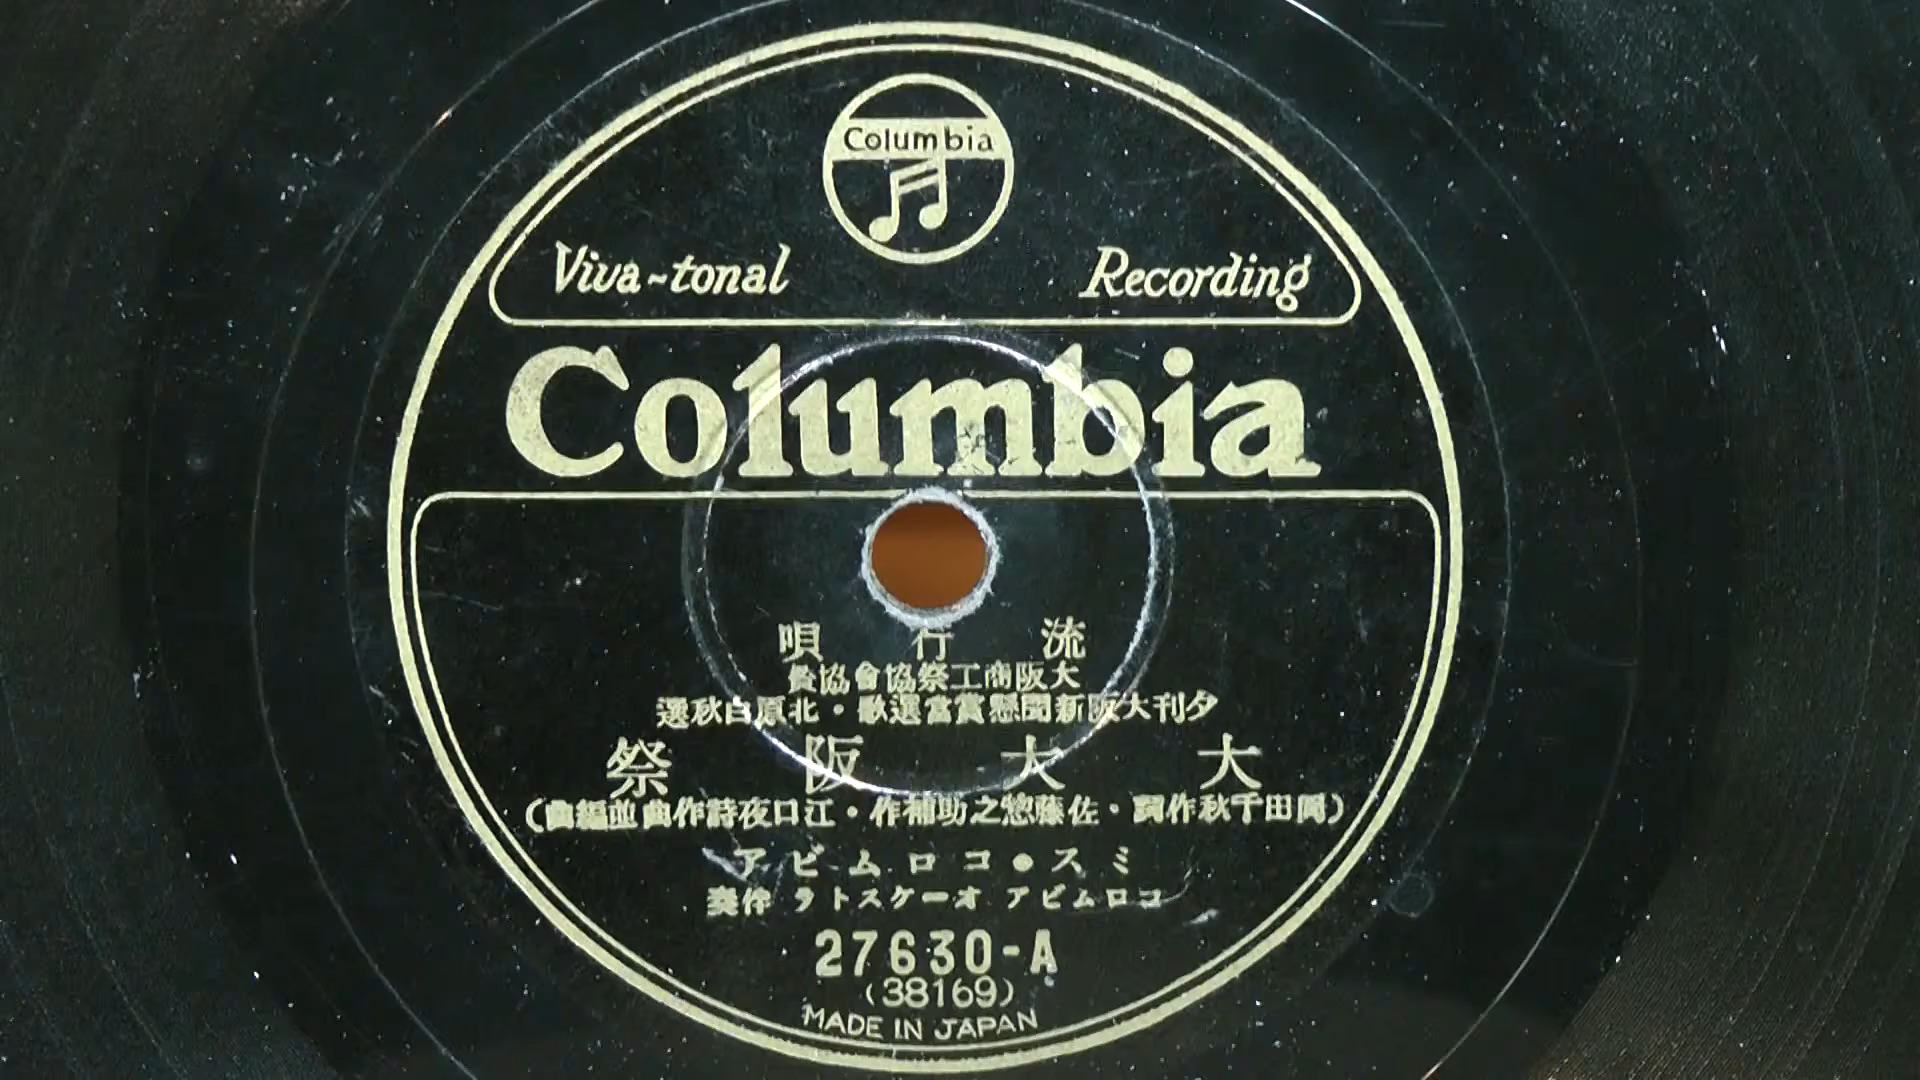 Columbia
Viva-tonal Recording
Columbia
流行唄
大阪商工祭協會協賛
夕刊大阪新聞懸賞當選歌・北原白秋選
大大阪祭
(岡田千秋作詞・佐藤惣之助補作・江口夜詩作曲並編曲)
ミス・コロムビア
コロムビア オーケストラ 伴奏
27630-A
(38169)
MADE IN JAPAN